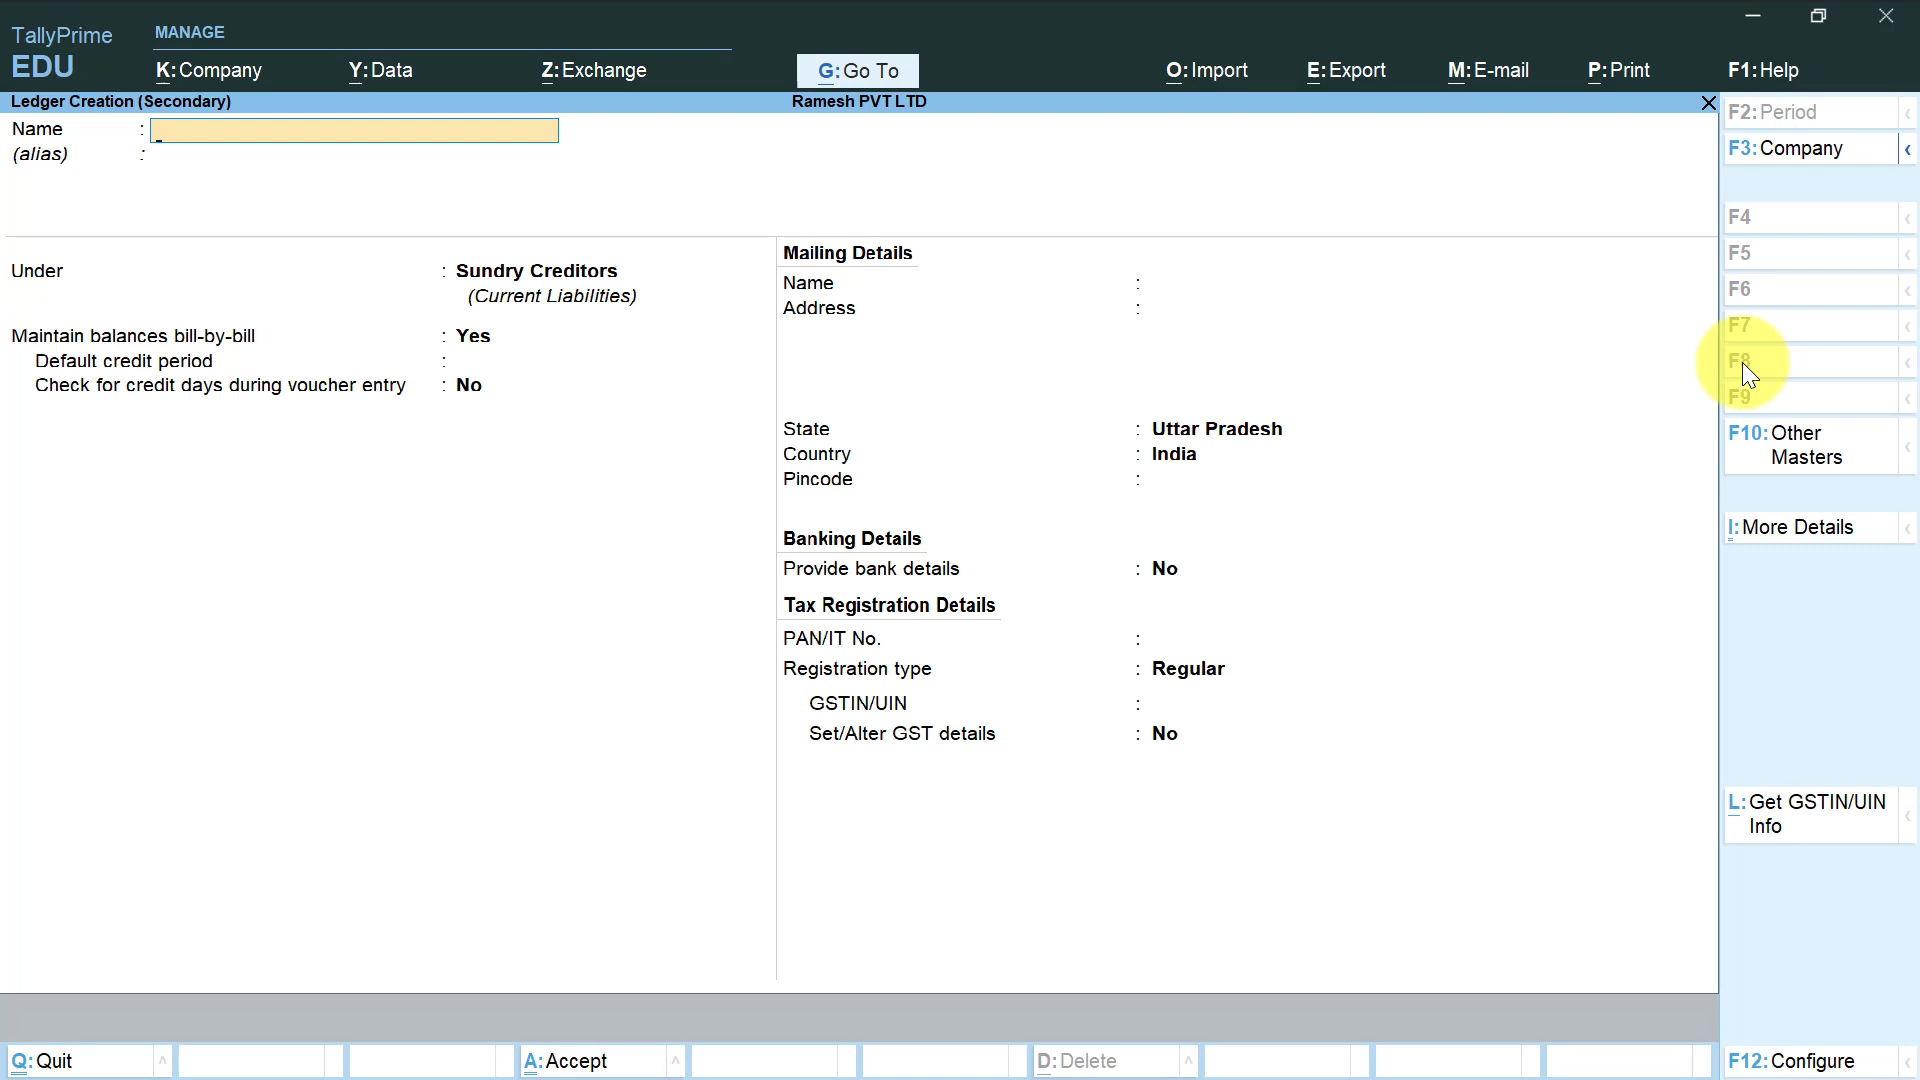 TallyPrime
EDU
MANAGE
K:Company
Y:Data
Z:Exchange
G:Go To
O:Import
E:Export
M:E-mail
P:Print
F1:Help
Ledger Creation (Secondary)
Ramesh PVT LTD
Name :
(alias) :
Under : Sundry Creditors
(Current Liabilities)
Maintain balances bill-by-bill : Yes
Default credit period :
Check for credit days during voucher entry : No
Mailing Details
Name :
Address :
State : Uttar Pradesh
Country : India
Pincode :
Banking Details
Provide bank details : No
Tax Registration Details
PAN/IT No. :
Registration type : Regular
GSTIN/UIN :
Set/Alter GST details : No
F2:Period
F3:Company
F4
F5
F6
F7
F8
F9
F10:Other
Masters
I:More Details
L:Get GSTIN/UIN
Info
F12:Configure
Q:Quit
A:Accept
D:Delete